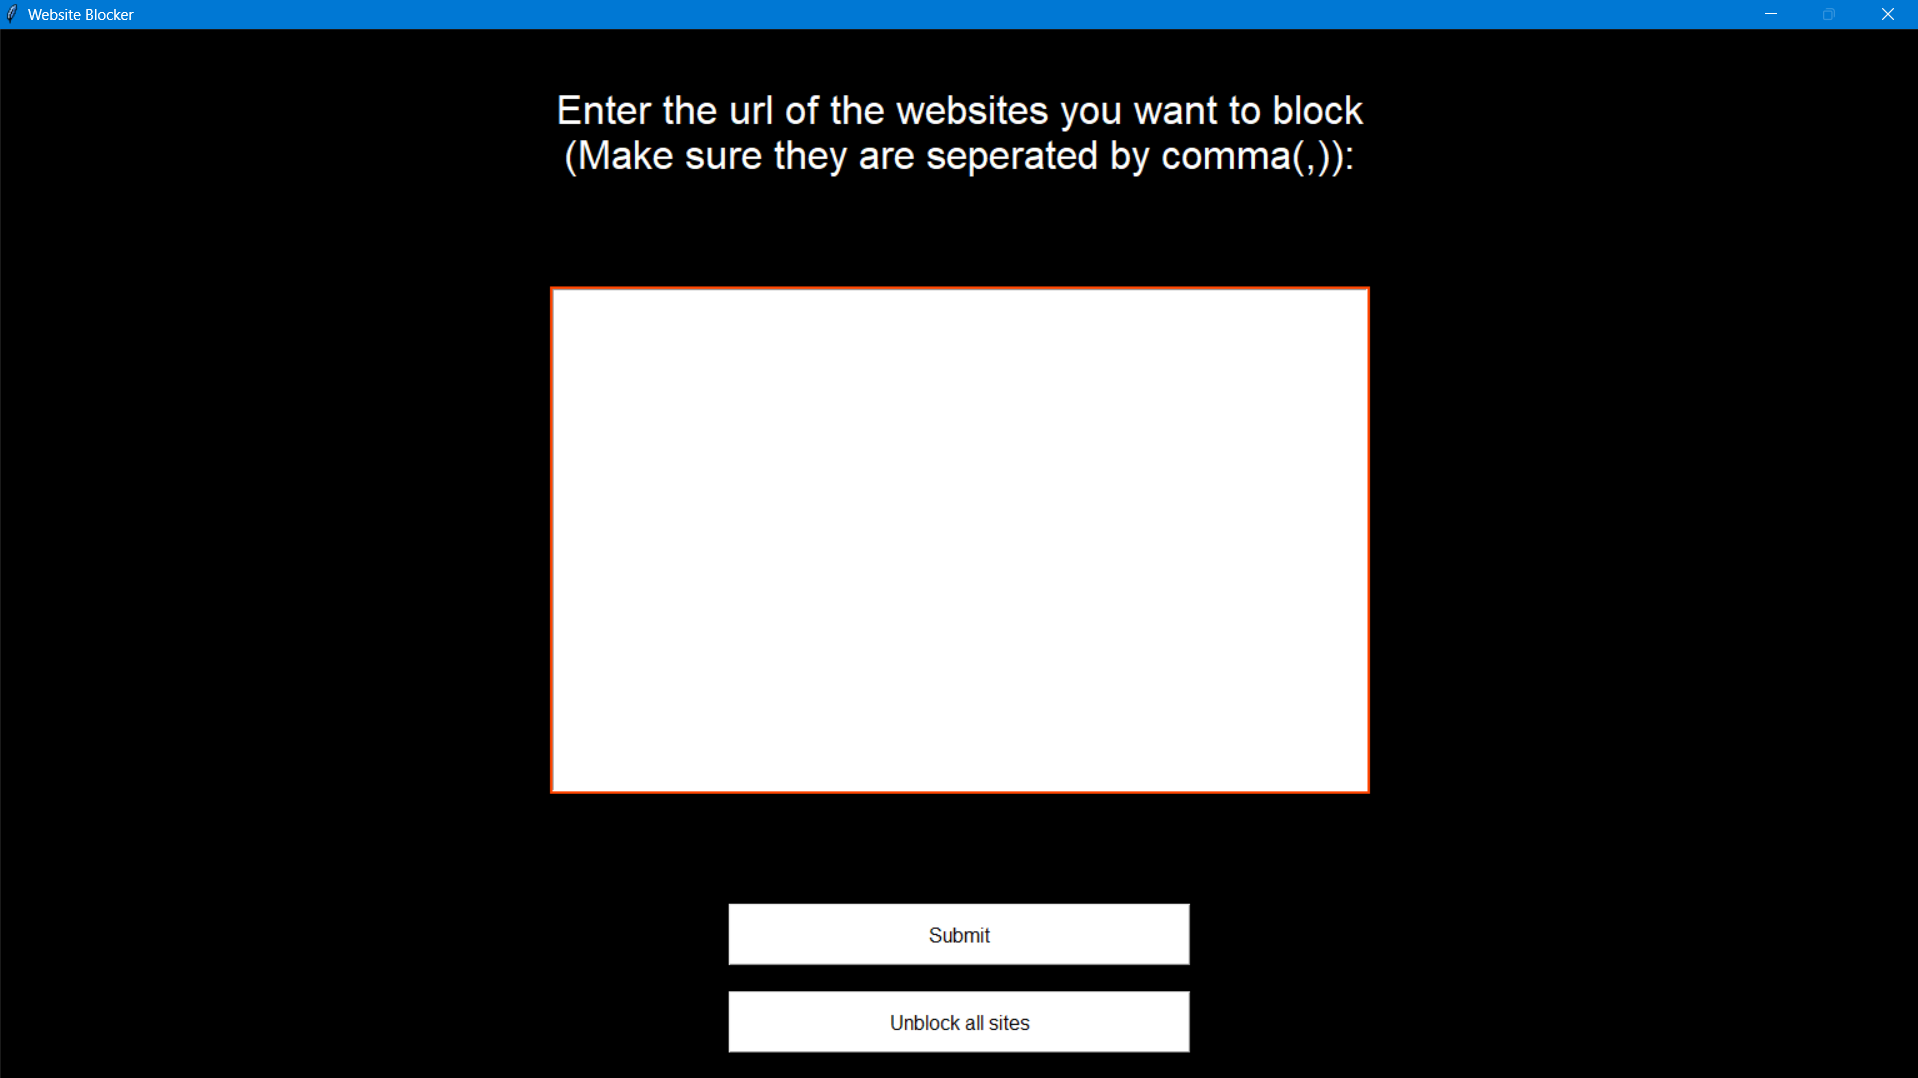 Website Blocker
Enter the url of the websites you want to block
(Make sure they are seperated by comma(,)):
Submit
Unblock all sites